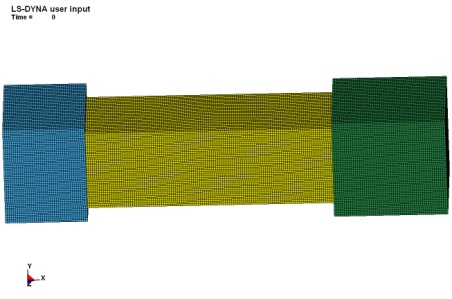 LS-DYNA user input
Time = 0
Y
X
Z